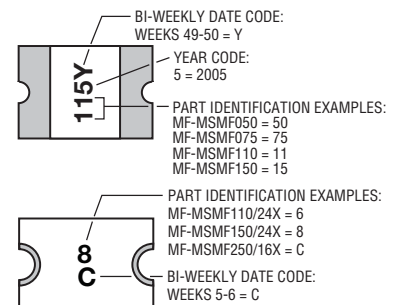 BI-WEEKLY DATE CODE:
WEEKS 49-50 = Y
YEAR CODE:
5 = 2005
115Y
PART IDENTIFICATION EXAMPLES:
MF-MSMF050 = 50
MF-MSMF075 = 75
MF-MSMF110 = 11
MF-MSMF150 = 15
PART IDENTIFICATION EXAMPLES:
MF-MSMF110/24X = 6
MF-MSMF150/24X = 8
MF-MSMF250/16X = C
8
C
BI-WEEKLY DATE CODE:
WEEKS 5-6 = C